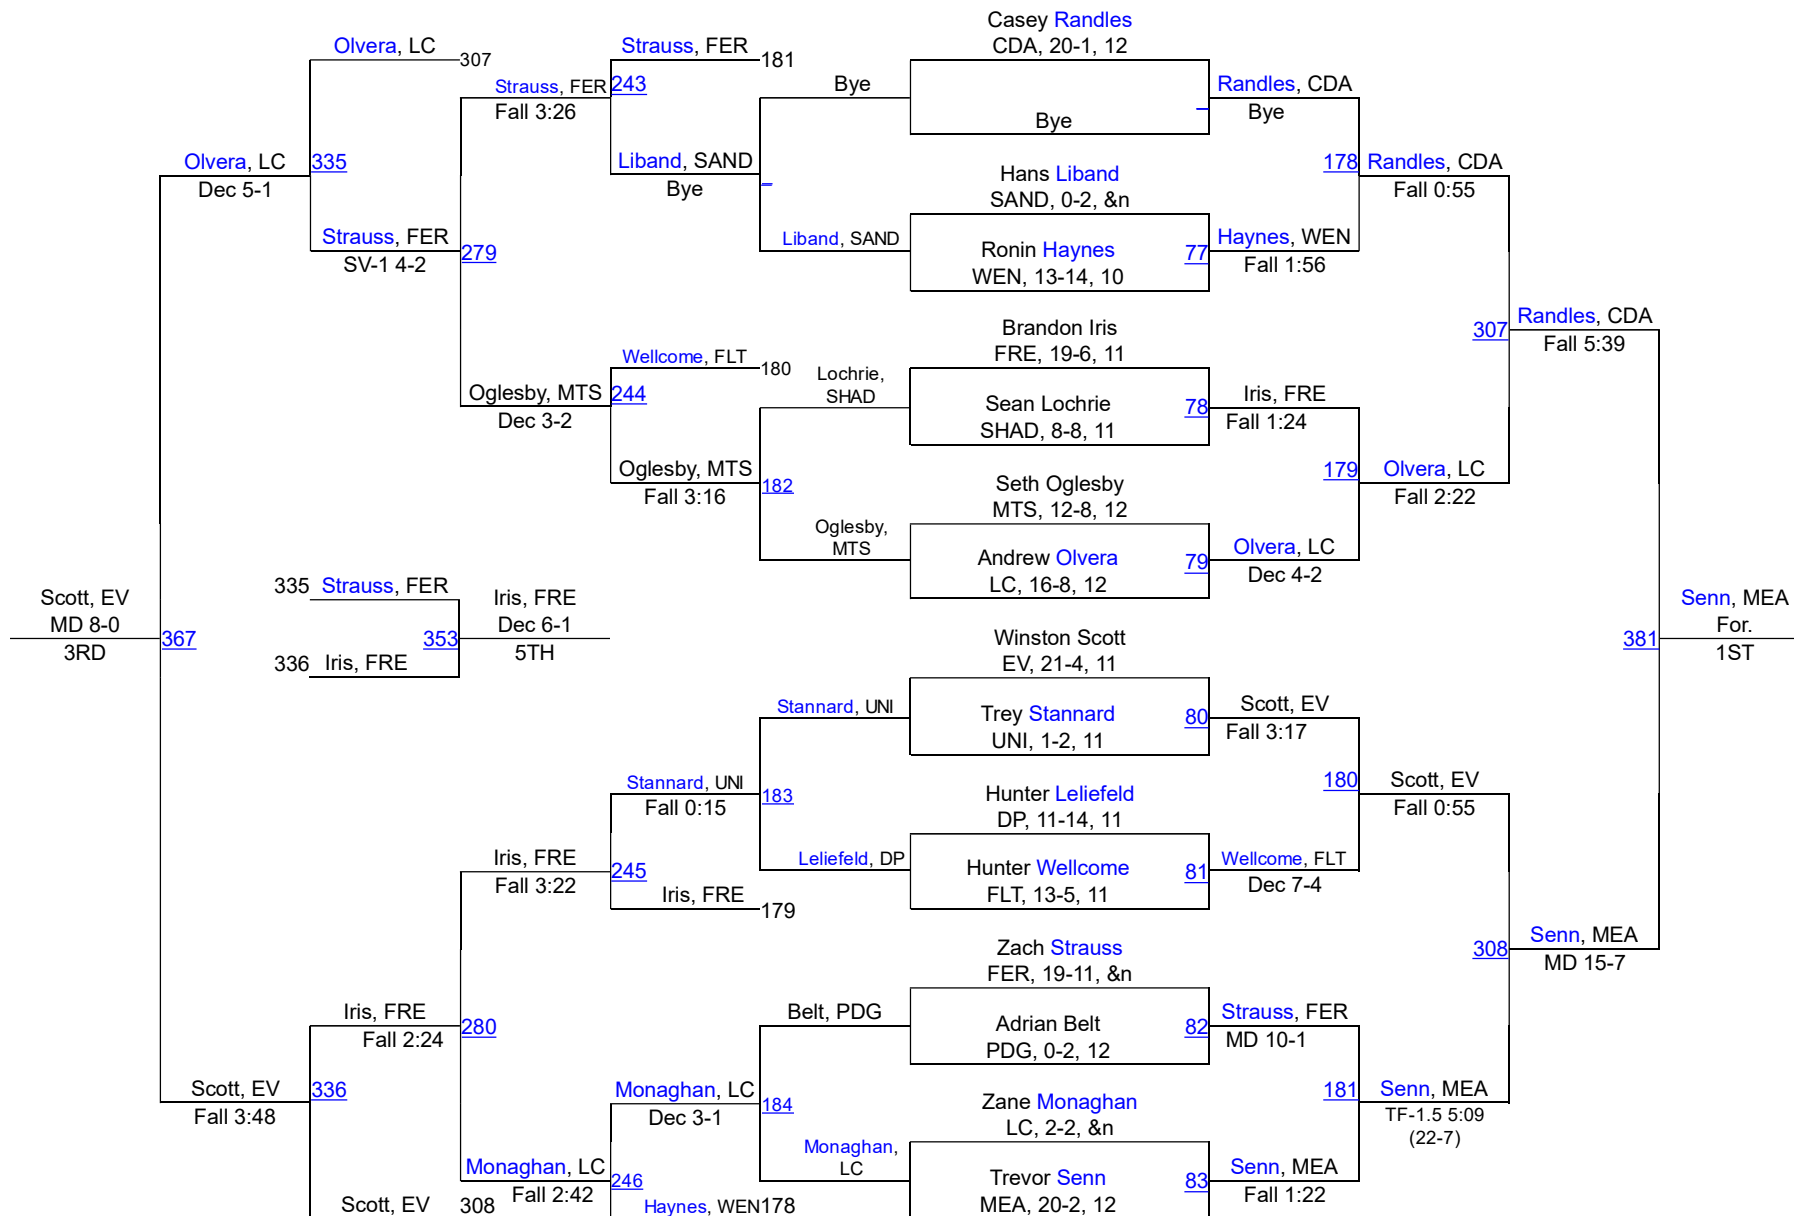 Casey Randles
CDA, 20-1, 12
Olvera, LC
307
Strauss, FER
181
Strauss, FER
243
Fall 3:26
Bye
Bye
Randles, CDA
Bye
Olvera, LC
335
Dec 5-1
Liband, SAND
Bye
Hans Liband
SAND, 0-2, &n
178
Randles, CDA
Fall 0:55
Strauss, FER
SV-1 4-2
279
Liband, SAND
Ronin Haynes
WEN, 13-14, 10
77
Haynes, WEN
Fall 1:56
Brandon Iris
FRE, 19-6, 11
307
Randles, CDA
Fall 5:39
Wellcome, FLT
180
Oglesby, MTS
244
Dec 3-2
Lochrie,
SHAD
Sean Lochrie
SHAD, 8-8, 11
78
Iris, FRE
Fall 1:24
Oglesby, MTS
Fall 3:16
182
Seth Oglesby
MTS, 12-8, 12
179
Olvera, LC
Fall 2:22
Oglesby,
MTS
Andrew Olvera
LC, 16-8, 12
79
Olvera, LC
Dec 4-2
Scott, EV
MD 8-0
3RD
367
335
Strauss, FER
336
Iris, FRE
353
Iris, FRE
Dec 6-1
5TH
381
Senn, MEA
For.
1ST
Winston Scott
EV, 21-4, 11
Stannard, UNI
Trey Stannard
UNI, 1-2, 11
80
Scott, EV
Fall 3:17
Stannard, UNI
Fall 0:15
183
Hunter Leliefeld
DP, 11-14, 11
180
Scott, EV
Fall 0:55
Iris, FRE
Fall 3:22
245
Leliefeld, DP
Hunter Wellcome
FLT, 13-5, 11
81
Wellcome, FLT
Dec 7-4
Iris, FRE
179
Zach Strauss
FER, 19-11, &n
308
Senn, MEA
MD 15-7
Iris, FRE
Fall 2:24
280
Belt, PDG
Adrian Belt
PDG, 0-2, 12
82
Strauss, FER
MD 10-1
Scott, EV
Fall 3:48
336
Monaghan, LC
Dec 3-1
184
Zane Monaghan
LC, 2-2, &n
181
Senn, MEA
TF-1.5 5:09
(22-7)
Monaghan, LC
Fall 2:42
246
Monaghan,
LC
Trevor Senn
MEA, 20-2, 12
83
Senn, MEA
Fall 1:22
Scott, EV
308
Haynes, WEN
178